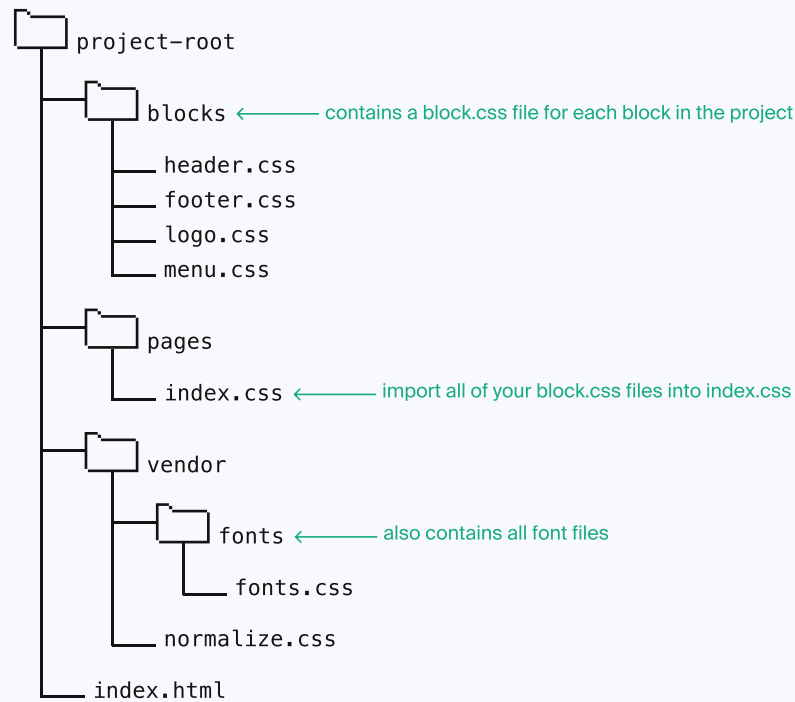 project-root
blocks contains a block.css file for each block in the project
header.css
footer.css
logo.css
menu.css
pages
index.css import all of your block.css files into index.css
vendor
fonts also contains all font files
fonts.css
normalize.css
index.html